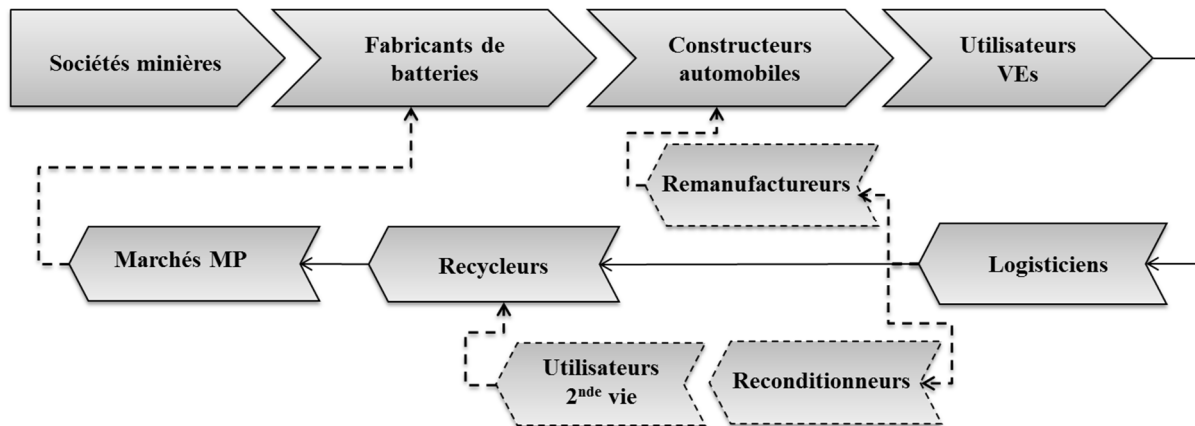 Sociétés minières
Fabricants de
batteries
Constructeurs
automobiles
Utilisateurs
VEs
Remanufactureurs
Marchés MP
Recycleurs
Logisticiens
Utilisateurs
2nde vie
Reconditionneurs